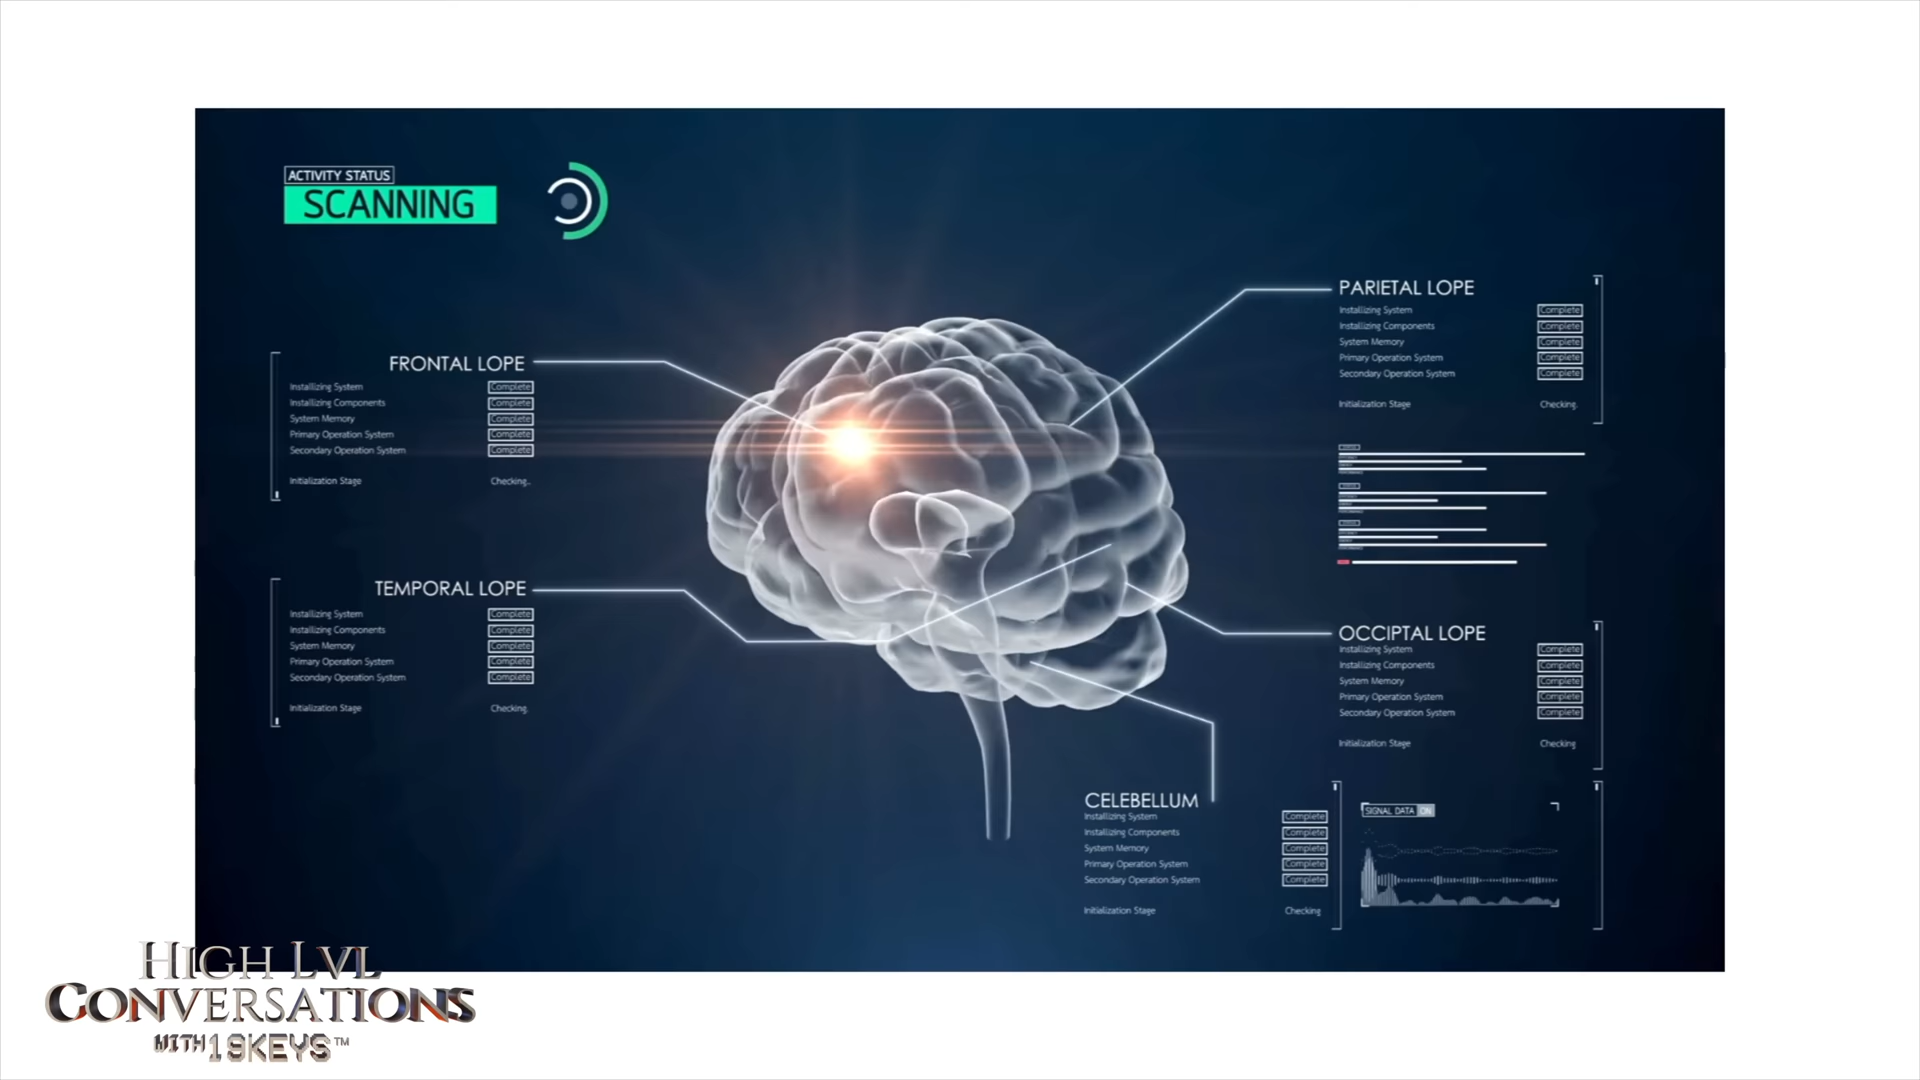 ACTIVITY STATUS
SCANNING
FRONTAL LOPE
Installizing System Complete
Installizing Components Complete
System Memory Complete
Primary Operation System Complete
Secondary Operation System Complete
Initialization Stage Checking..
TEMPORAL LOPE
Installizing System Complete
Installizing Components Complete
System Memory Complete
Primary Operation System Complete
Secondary Operation System Complete
Initialization Stage Checking.
PARIETAL LOPE
Installizing System Complete
Installizing Components Complete
System Memory Complete
Primary Operation System Complete
Secondary Operation System Complete
Initialization Stage Checking.
OCCIPTAL LOPE
Installizing System Complete
Installizing Components Complete
System Memory Complete
Primary Operation System Complete
Secondary Operation System Complete
Initialization Stage Checking
CELEBELLUM
Installizing System Complete
Installizing Components Complete
System Memory Complete
Primary Operation System Complete
Secondary Operation System Complete
Initialization Stage Checking
SIGNAL DATA ON
HIGH LVL
CONVERSATIONS
WITH 19KEYS™